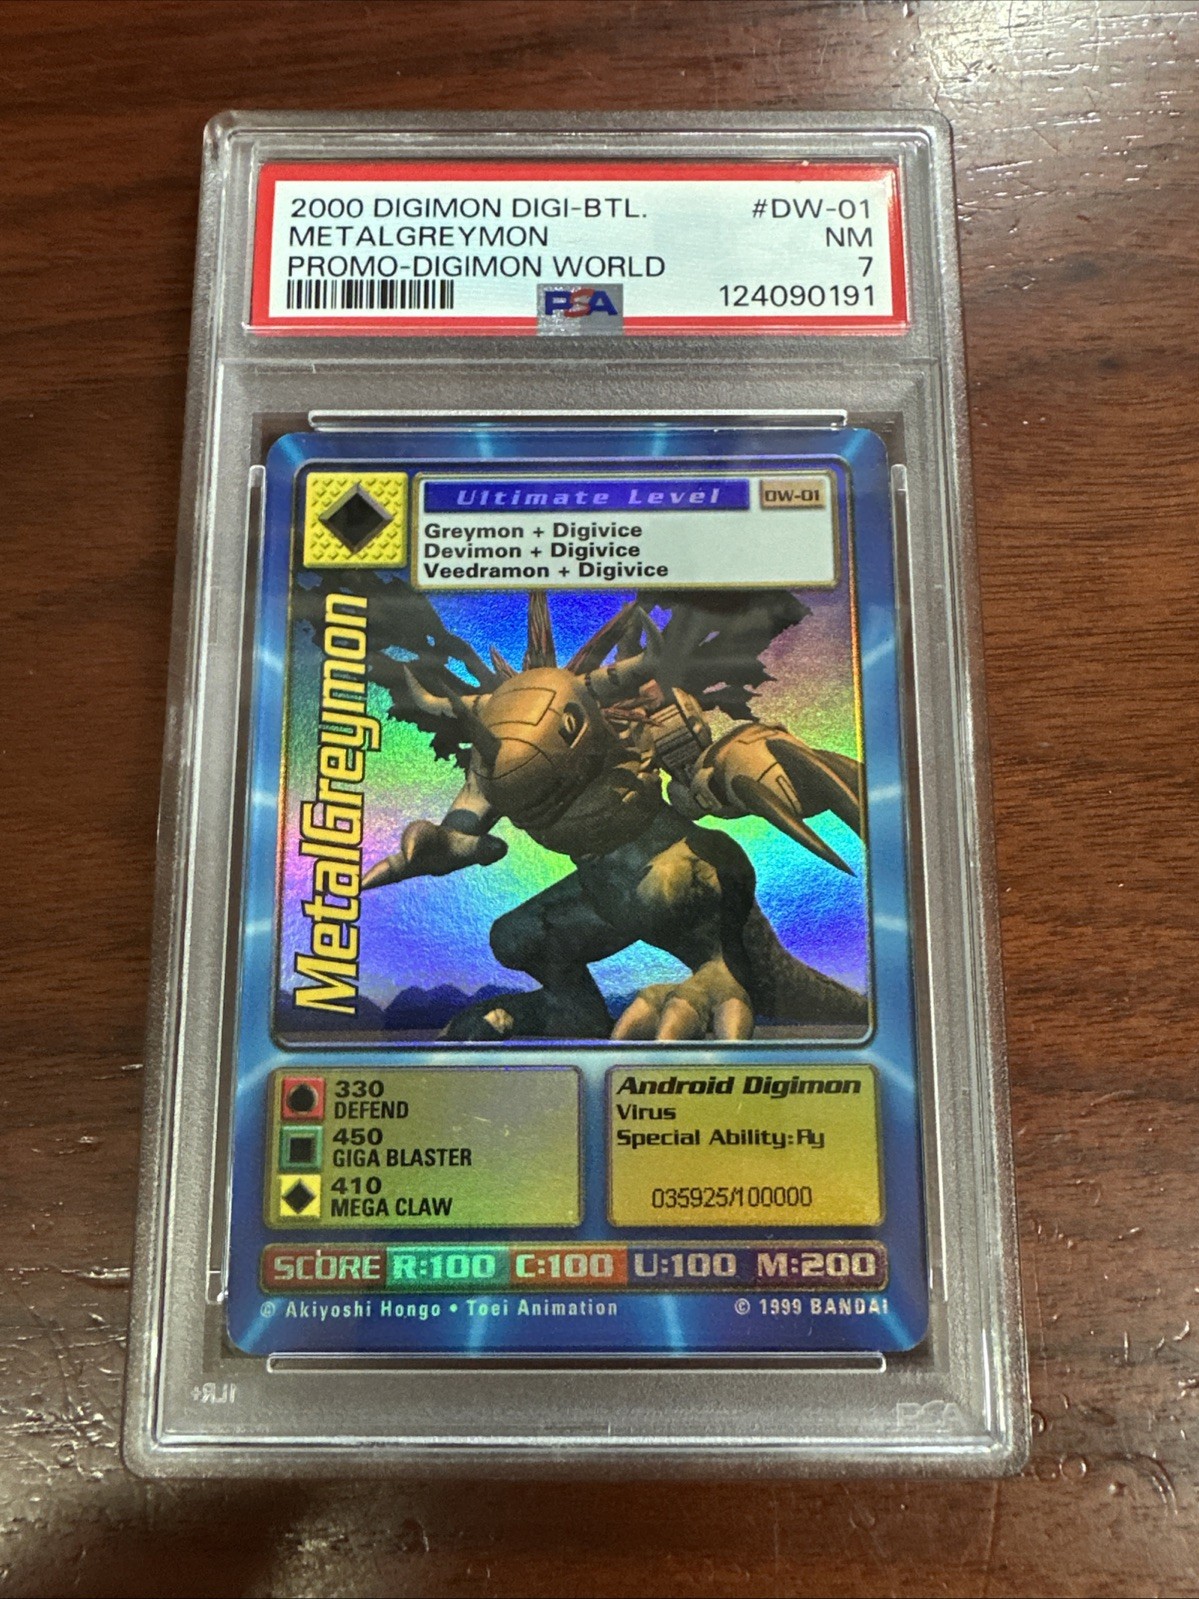 2000 DIGIMON DIGI-BTL. #DW-01
METALGREYMON NM
PROMO-DIGIMON WORLD 7
PSA 124090191
Ultimate Level DW-01
Greymon + Digivice
Devimon + Digivice
Veedramon + Digivice
MetalGreymon
330
DEFEND
450
GIGA BLASTER
410
MEGA CLAW
Android Digimon
Virus
Special Ability:Fly
035925/100000
SCORE R:100 C:100 U:100 M:200
© Akiyoshi Hongo • Toei Animation © 1999 BANDAI
PSA